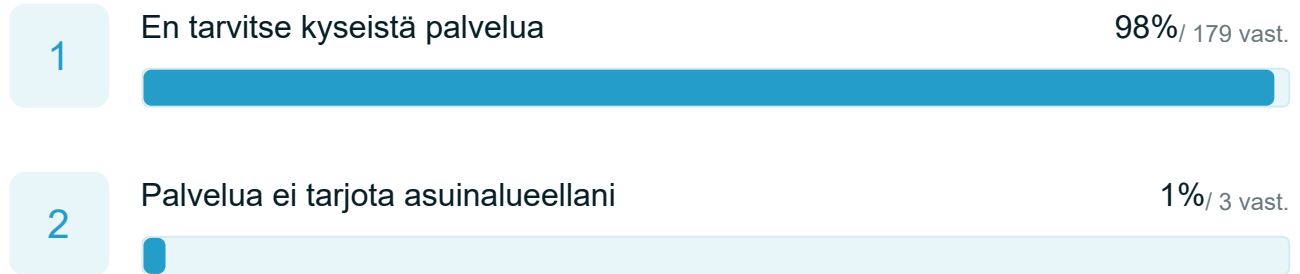 1
En tarvitse kyseistä palvelua 98%/ 179 vast.
2
Palvelua ei tarjota asuinalueellani 1%/ 3 vast.